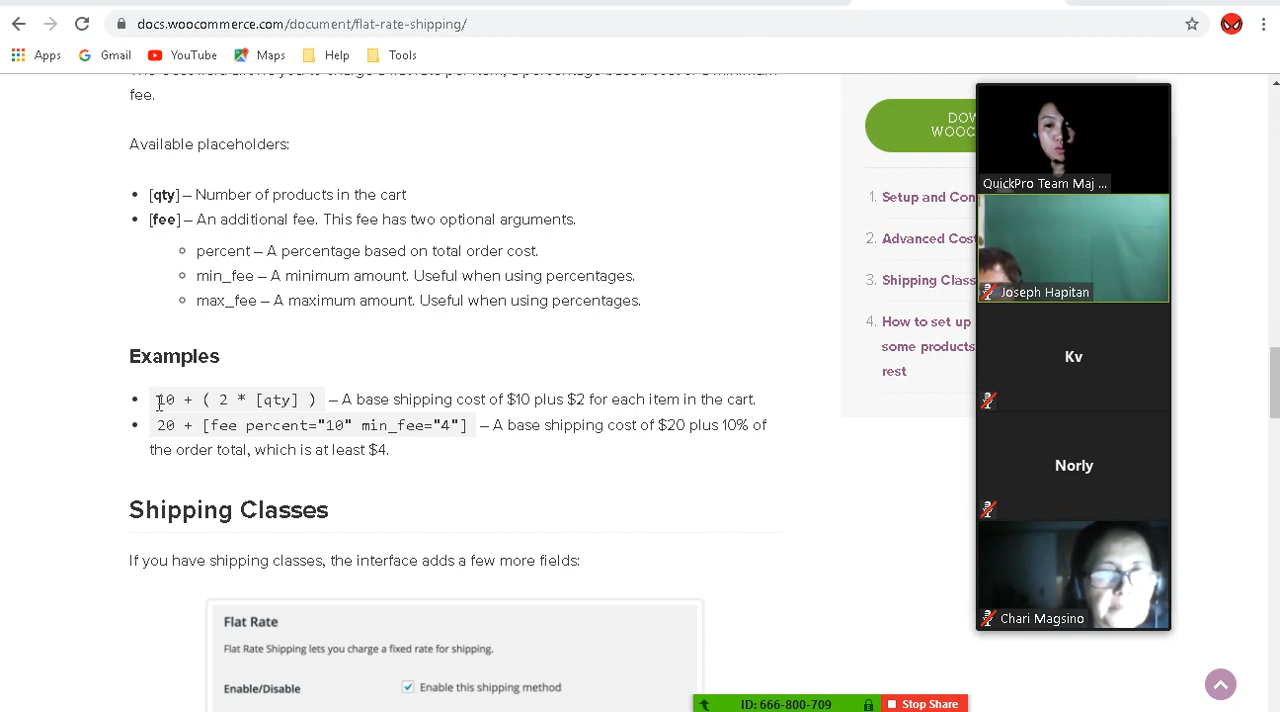 docs.woocommerce.com/document/flat-rate-shipping/
Apps
Gmail
YouTube
Maps
Help
Tools
fee.
Available placeholders:
[qty] – Number of products in the cart
[fee] – An additional fee. This fee has two optional arguments.
percent – A percentage based on total order cost.
min_fee – A minimum amount. Useful when using percentages.
max_fee – A maximum amount. Useful when using percentages.
Examples
10 + ( 2 * [qty] ) – A base shipping cost of $10 plus $2 for each item in the cart.
20 + [fee percent="10" min_fee="4"] – A base shipping cost of $20 plus 10% of
the order total, which is at least $4.
Shipping Classes
If you have shipping classes, the interface adds a few more fields:
Flat Rate
Flat Rate Shipping lets you charge a fixed rate for shipping.
Enable/Disable
Enable this shipping method
1. Setup and Con
2. Advanced Cost
3. Shipping Class
4. How to set up
some products
rest
QuickPro Team Maj ...
Joseph Hapitan
Kv
Norly
Chari Magsino
ID: 666-800-709
Stop Share